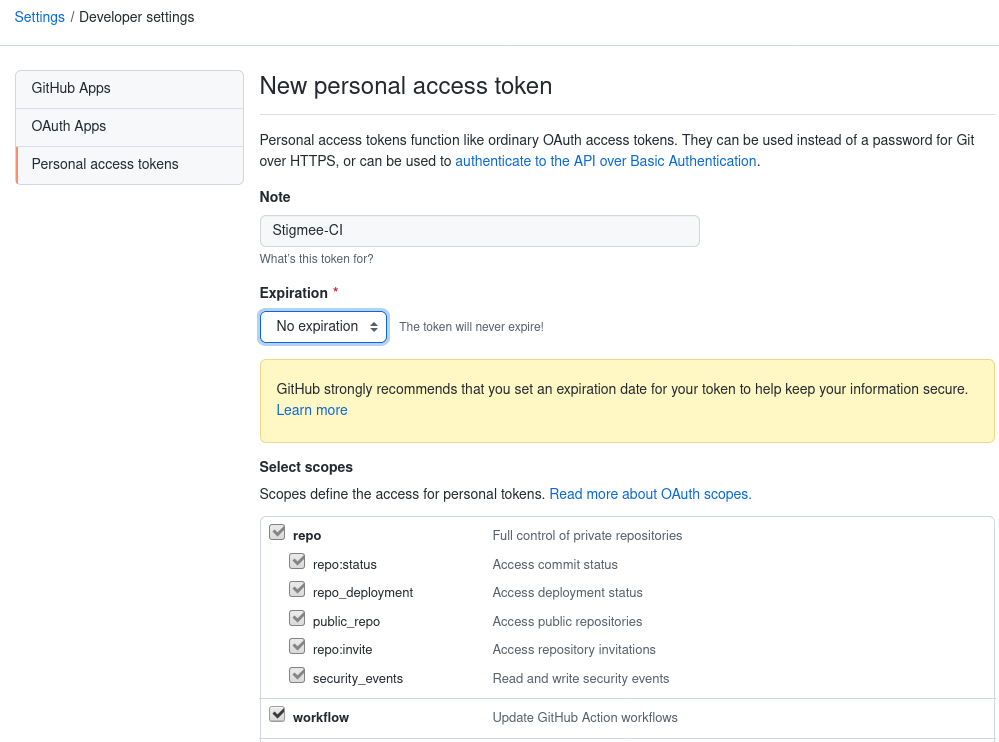 Settings / Developer settings
GitHub Apps
OAuth Apps
Personal access tokens
New personal access token
Personal access tokens function like ordinary OAuth access tokens. They can be used instead of a password for Git
over HTTPS, or can be used to authenticate to the API over Basic Authentication.
Note
Stigmee-CI
What's this token for?
Expiration *
No expiration The token will never expire!
GitHub strongly recommends that you set an expiration date for your token to help keep your information secure.
Learn more
Select scopes
Scopes define the access for personal tokens. Read more about OAuth scopes.
repo Full control of private repositories
repo:status Access commit status
repo_deployment Access deployment status
public_repo Access public repositories
repo:invite Access repository invitations
security_events Read and write security events
workflow Update GitHub Action workflows